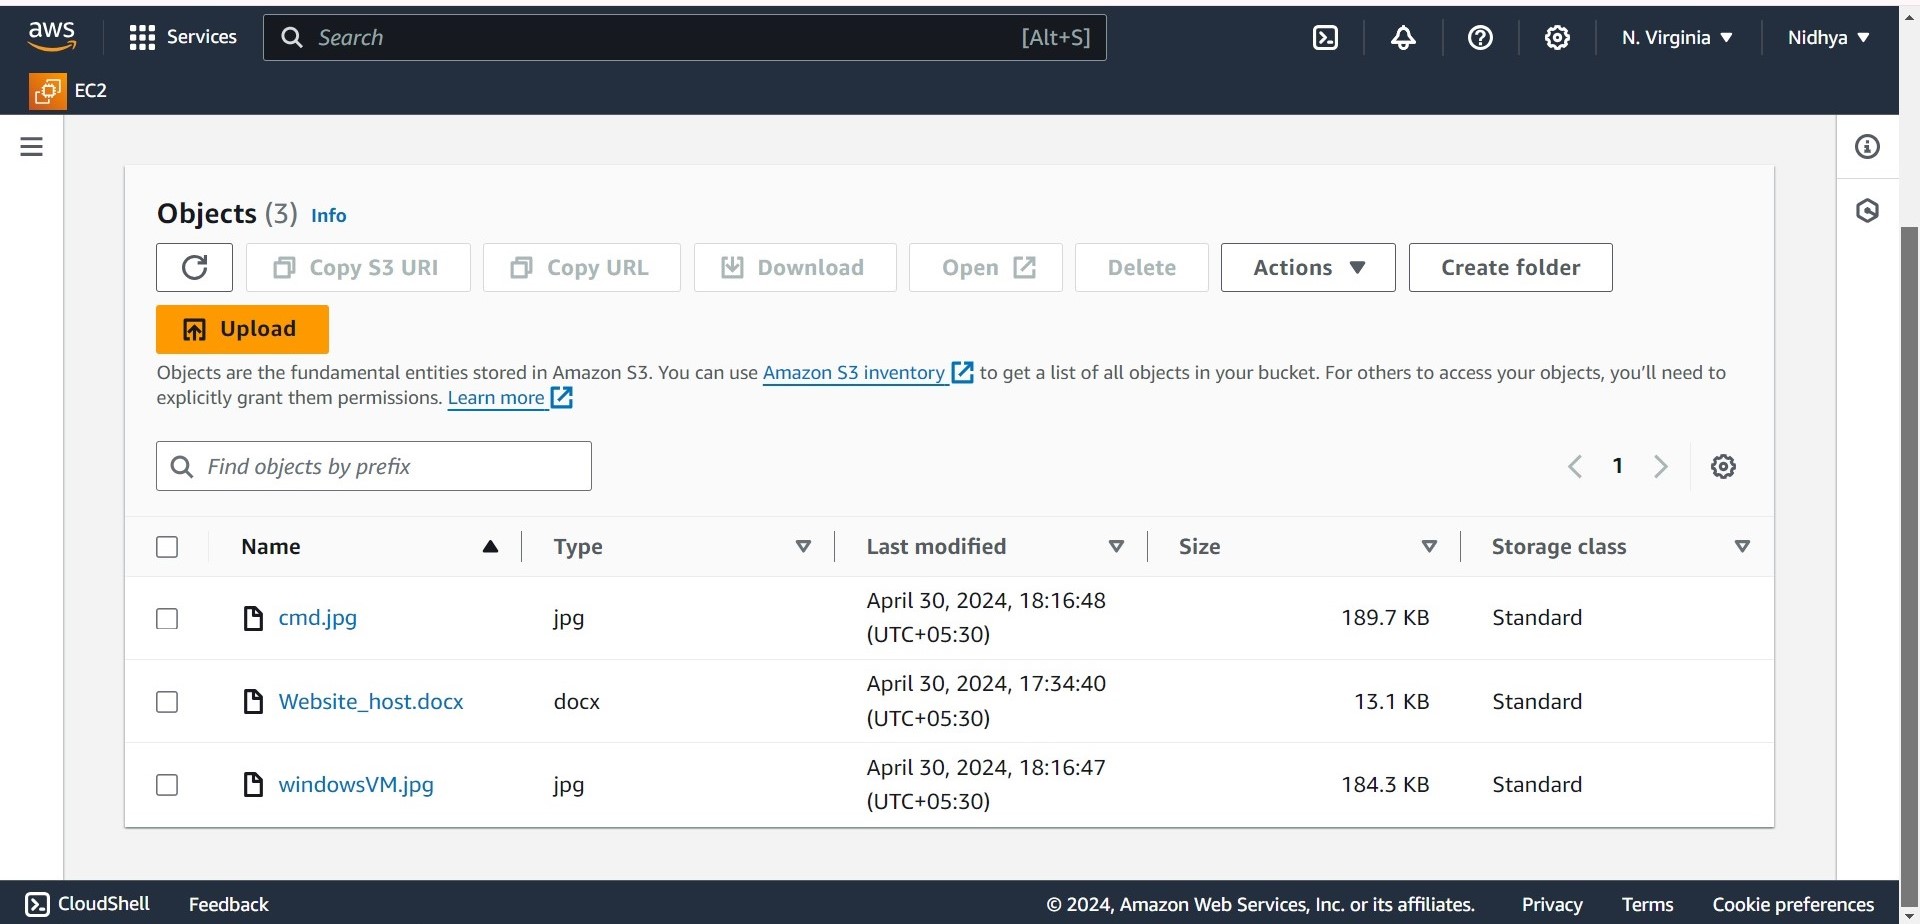 aws
Services
Search
[Alt+S]
N. Virginia
Nidhya
EC2
Objects (3) Info
Copy S3 URI
Copy URL
Download
Open
Delete
Actions
Create folder
Upload
Objects are the fundamental entities stored in Amazon S3. You can use Amazon S3 inventory to get a list of all objects in your bucket. For others to access your objects, you'll need to
explicitly grant them permissions. Learn more
Find objects by prefix
1
Name
Type
Last modified
Size
Storage class
cmd.jpg
jpg
April 30, 2024, 18:16:48
(UTC+05:30)
189.7 KB
Standard
Website_host.docx
docx
April 30, 2024, 17:34:40
(UTC+05:30)
13.1 KB
Standard
windowsVM.jpg
jpg
April 30, 2024, 18:16:47
(UTC+05:30)
184.3 KB
Standard
CloudShell
Feedback
© 2024, Amazon Web Services, Inc. or its affiliates.
Privacy
Terms
Cookie preferences